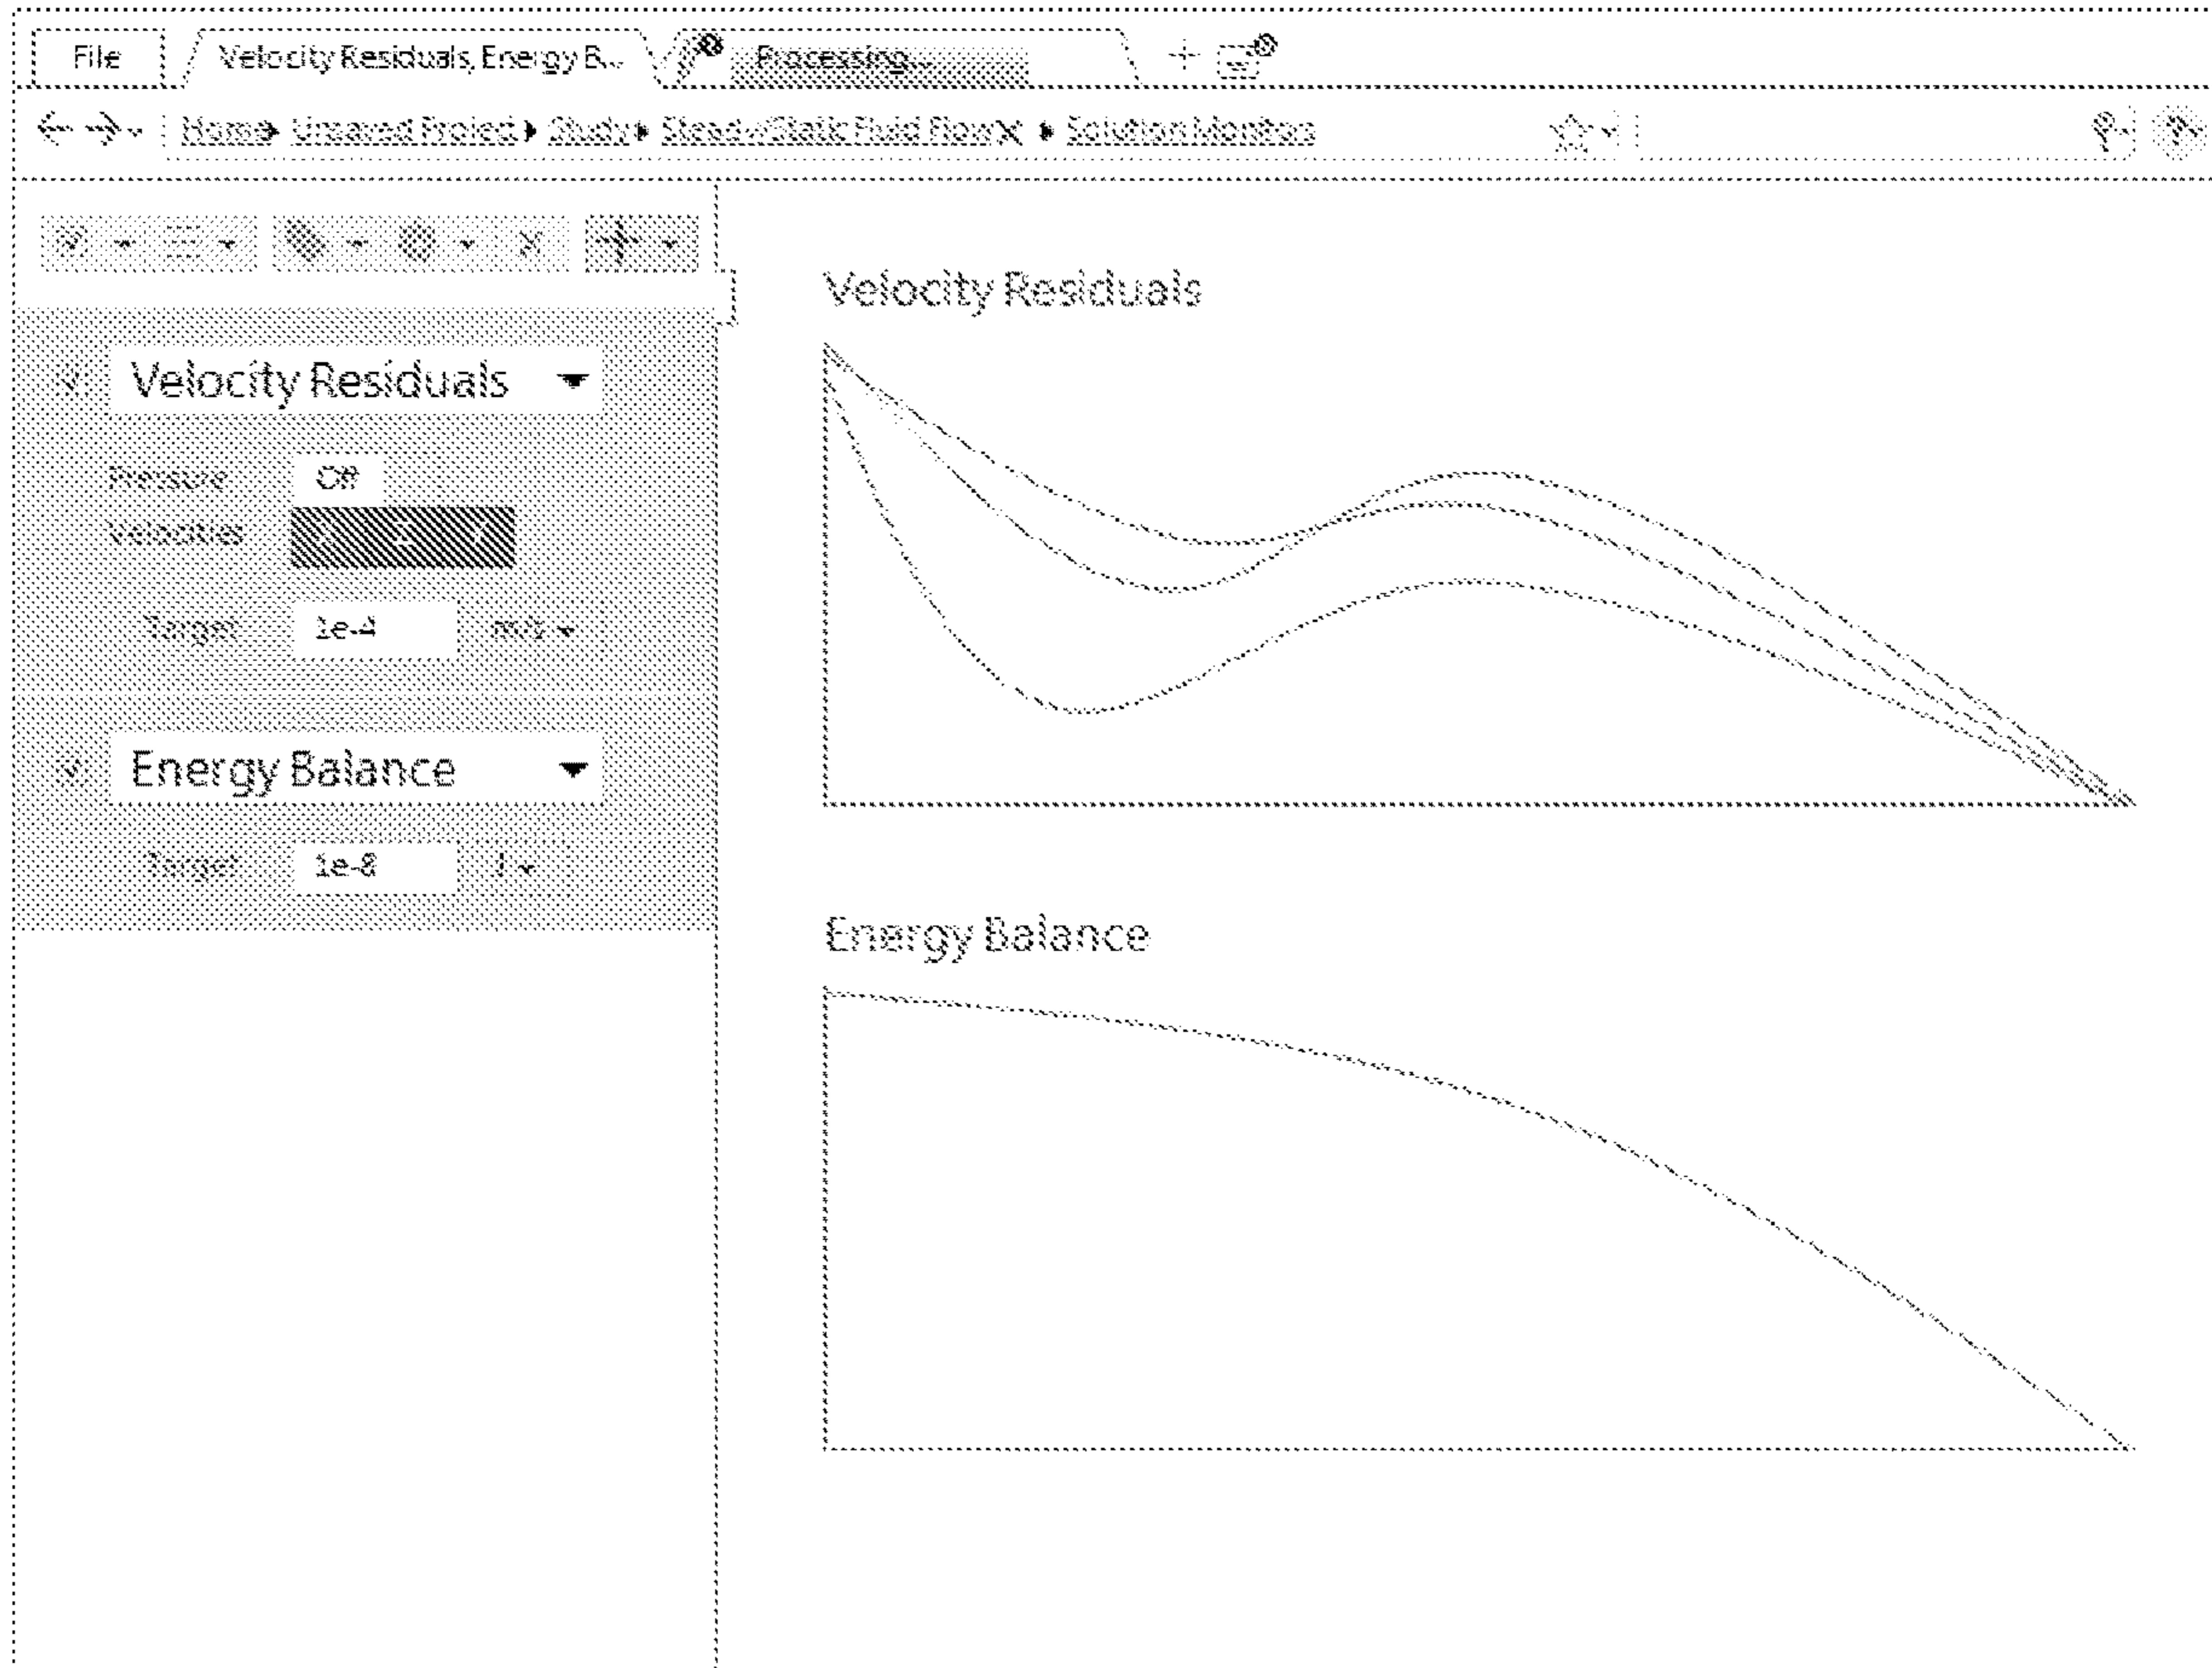 File Velocity Residuals, Energy B... Processing...
Home Unsaved Project Study Steady/Static Fluid Flow Solution Monitors
Velocity Residuals
Pressure Off
Velocities
Target 1e-4 m/s
Energy Balance
Target 1e-8 J
Velocity Residuals
Energy Balance